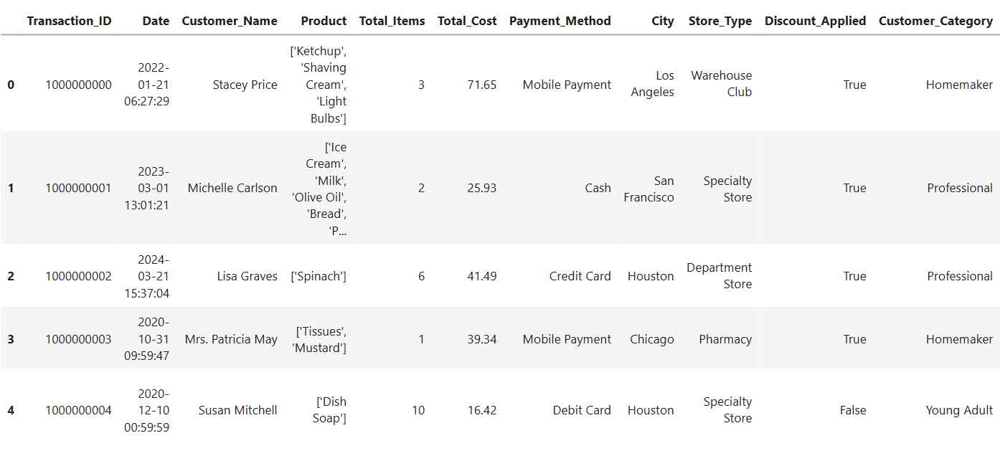 Transaction_ID Date Customer_Name Product Total_Items Total_Cost Payment_Method City Store_Type Discount_Applied Customer_Category
0 1000000000 2022-01-21 06:27:29 Stacey Price ['Ketchup', 'Shaving Cream', 'Light Bulbs'] 3 71.65 Mobile Payment Los Angeles Warehouse Club True Homemaker
1 1000000001 2023-03-01 13:01:21 Michelle Carlson ['Ice Cream', 'Milk', 'Olive Oil', 'Bread', 'P... 2 25.93 Cash San Francisco Specialty Store True Professional
2 1000000002 2024-03-21 15:37:04 Lisa Graves ['Spinach'] 6 41.49 Credit Card Houston Department Store True Professional
3 1000000003 2020-10-31 09:59:47 Mrs. Patricia May ['Tissues', 'Mustard'] 1 39.34 Mobile Payment Chicago Pharmacy True Homemaker
4 1000000004 2020-12-10 00:59:59 Susan Mitchell ['Dish Soap'] 10 16.42 Debit Card Houston Specialty Store False Young Adult